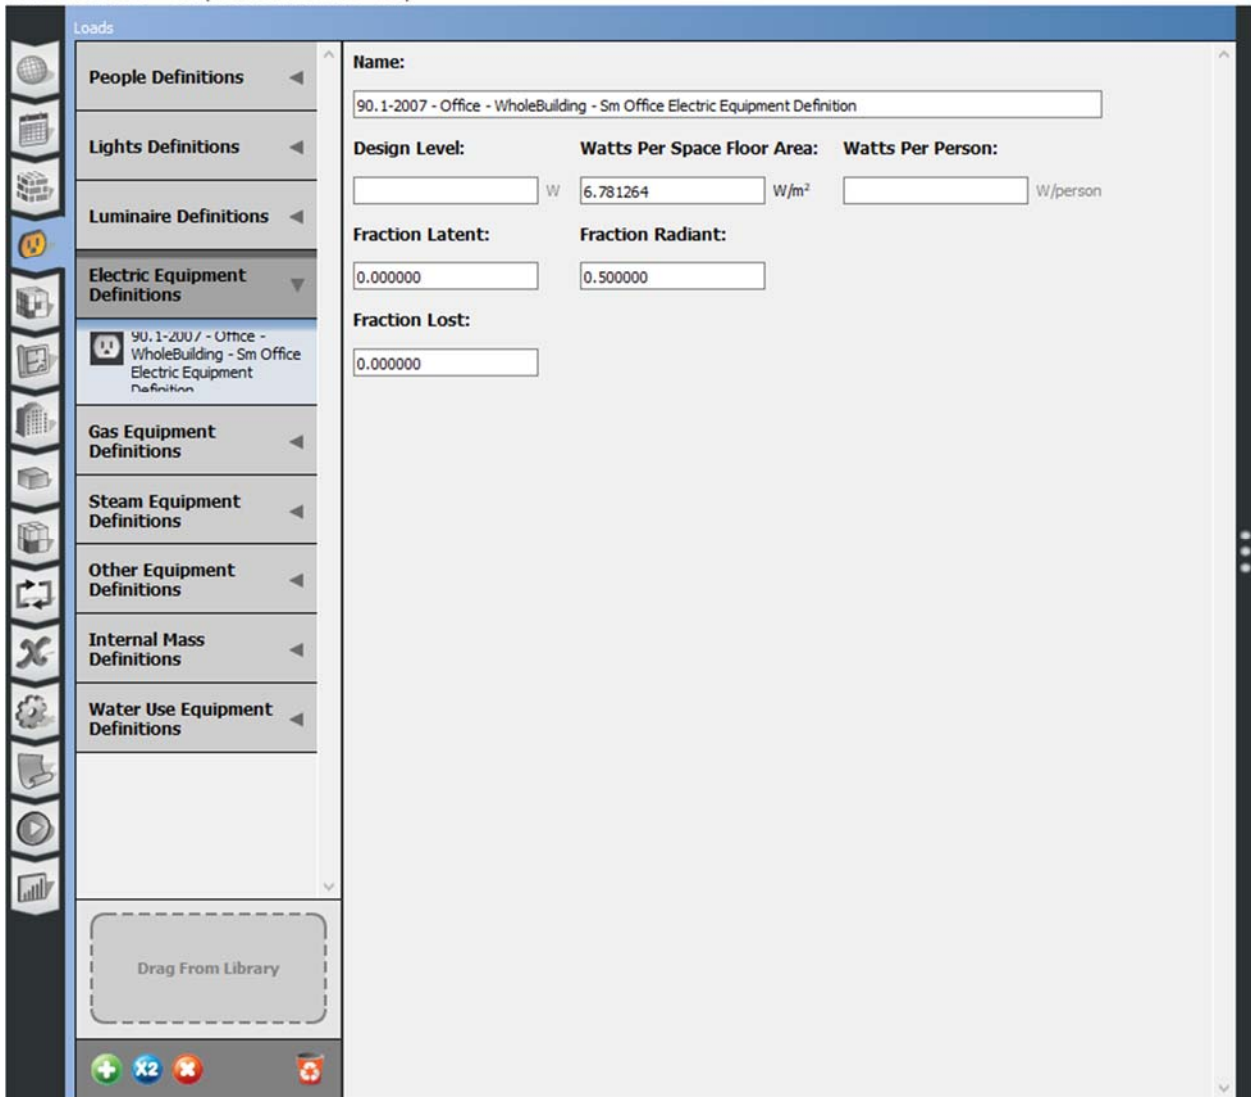 Loads
People Definitions
Lights Definitions
Luminaire Definitions
Electric Equipment
Definitions
90.1-2007 - Office -
WholeBuilding - Sm Office
Electric Equipment
Definition
Gas Equipment
Definitions
Steam Equipment
Definitions
Other Equipment
Definitions
Internal Mass
Definitions
Water Use Equipment
Definitions
Drag From Library
X2
Name:
90.1-2007 - Office - WholeBuilding - Sm Office Electric Equipment Definition
Design Level: Watts Per Space Floor Area: Watts Per Person:
W 6.781264 W/m² W/person
Fraction Latent: Fraction Radiant:
0.000000 0.500000
Fraction Lost:
0.000000